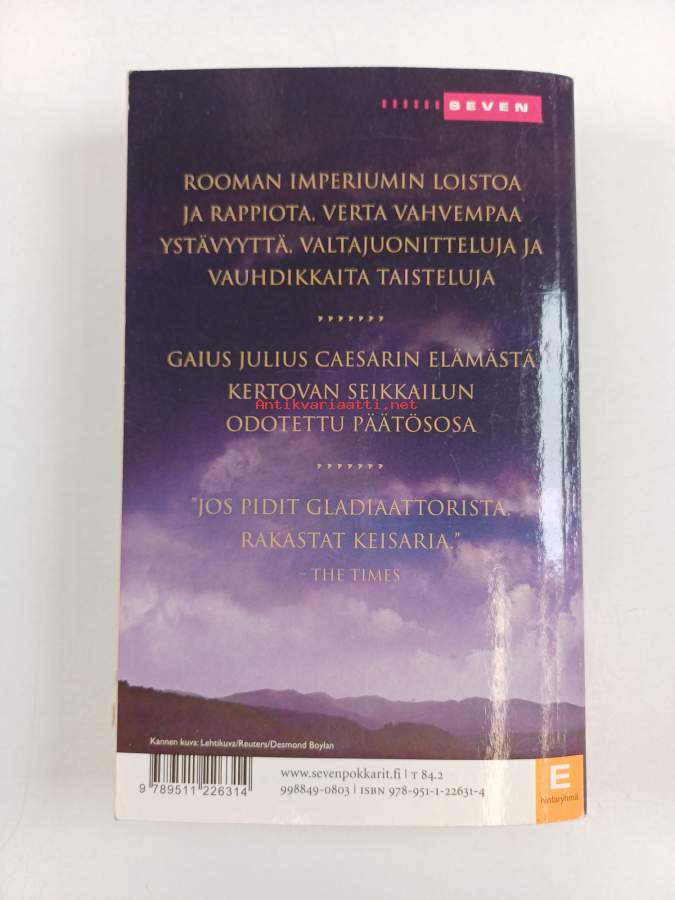 SEVEN
ROOMAN IMPERIUMIN LOISTOA
JA RAPPIOTA, VERTA VAHVEMPAA
YSTÄVYYTTÄ, VALTAJUONITTELUJA JA
VAUHDIKKAITA TAISTELUJA
GAIUS JULIUS CAESARIN ELÄMÄSTÄ
KERTOVAN SEIKKAILUN
Antikvariaatti.net
ODOTETTU PÄÄTÖSOSA
"JOS PIDIT GLADIAATTORISTA,
RAKASTAT KEISARIA."
– THE TIMES
Kannen kuva: Lehtikuva/Reuters/Desmond Boylan
www.sevenpokkarit.fi | T 84.2
998849-0803 | ISBN 978-951-1-22631-4
9 789511 226314
E
hintaryhmä